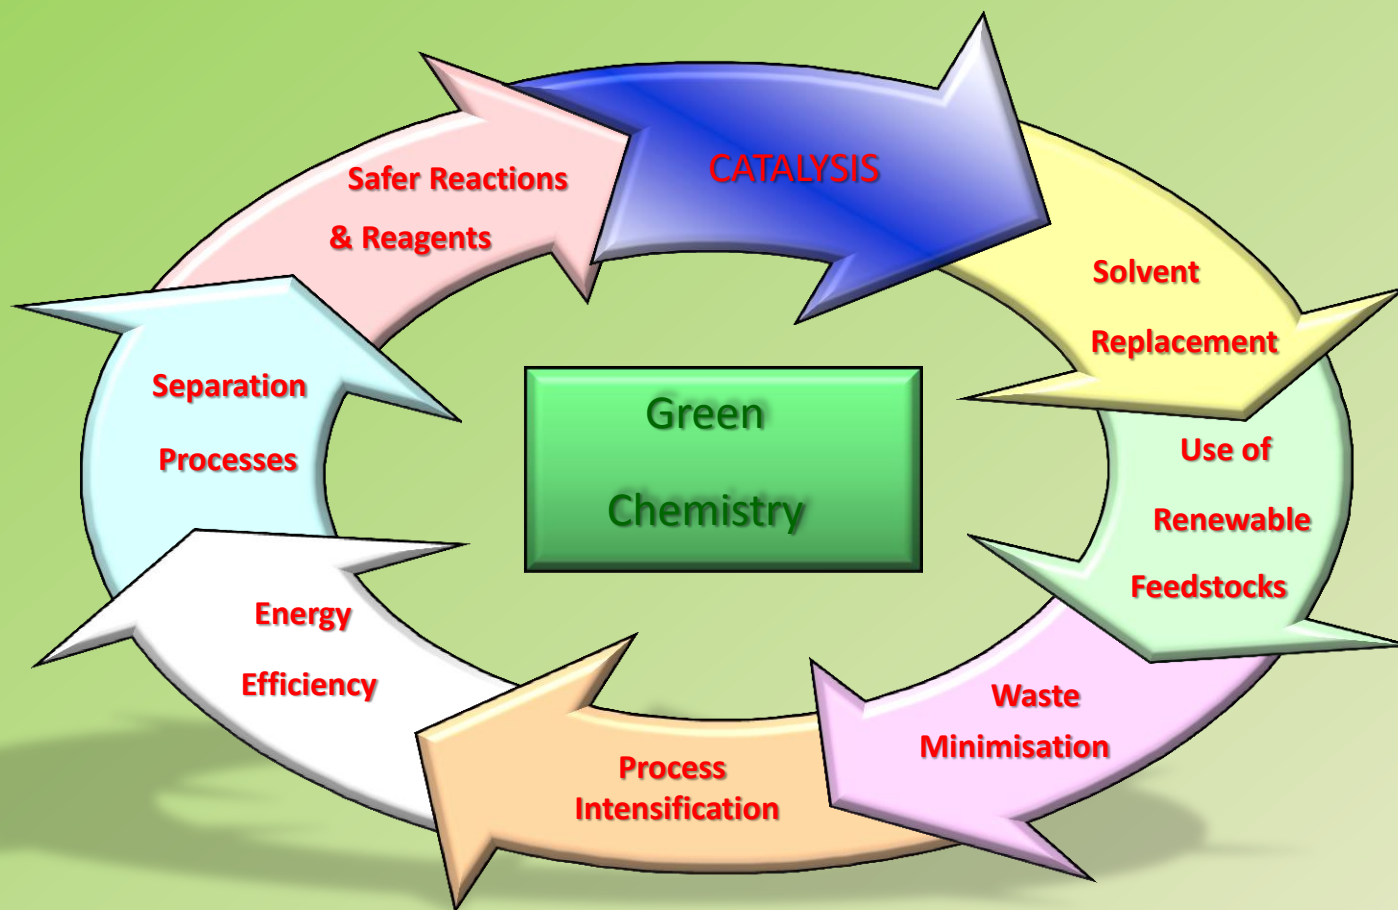 CATALYSIS
Solvent
Replacement
Use of
Renewable
Feedstocks
Waste
Minimisation
Process
Intensification
Energy
Efficiency
Separation
Processes
Safer Reactions
& Reagents
Green
Chemistry